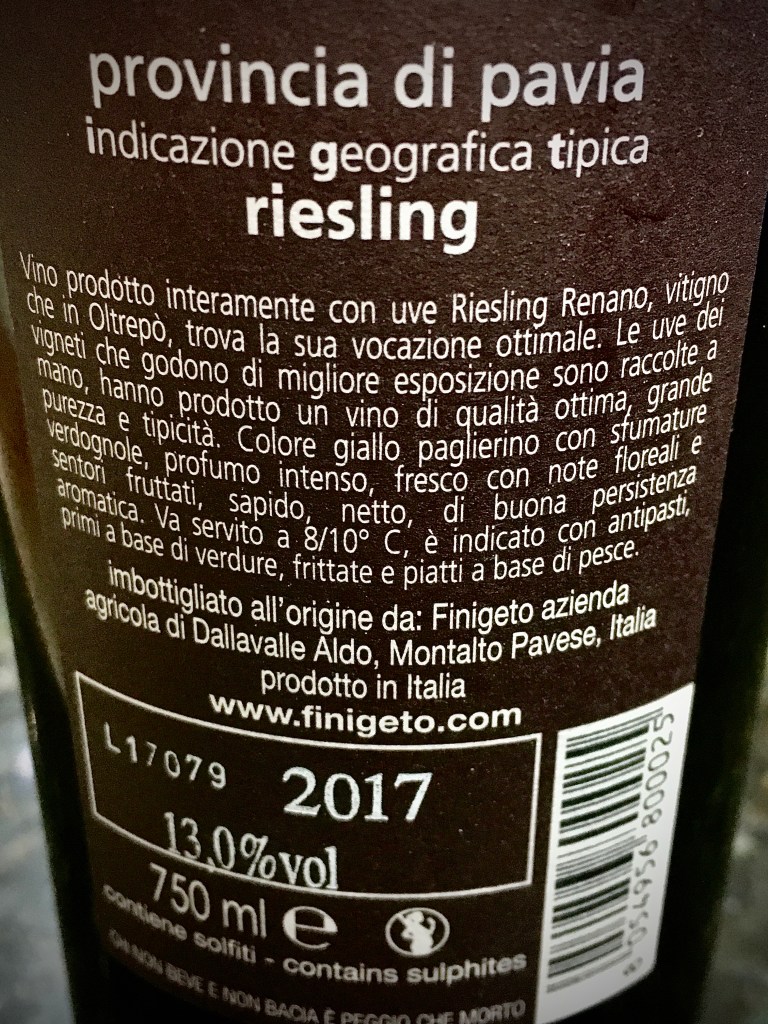 provincia di pavia
indicazione geografica tipica
riesling
Vino prodotto interamente con uve Riesling Renano, vitigno
che in Oltrepò, trova la sua vocazione ottimale. Le uve dei
vigneti che godono di migliore esposizione sono raccolte a
mano, hanno prodotto un vino di qualità ottima, grande
purezza e tipicità. Colore giallo paglierino con sfumature
verdognole, profumo intenso, fresco con note floreali e
sentori fruttati, sapido, netto, di buona persistenza
aromatica. Va servito a 8/10° C, è indicato con antipasti,
primi a base di verdure, frittate e piatti a base di pesce.
imbottigliato all'origine da: Finigeto azienda
agricola di Dallavalle Aldo, Montalto Pavese, Italia
prodotto in Italia
www.finigeto.com
L17079 2017
13,0%vol
750 ml e
contiene solfiti - contains sulphites
CHI NON BEVE E NON BACIA È PEGGIO CHE MORTO
8 054956 800025